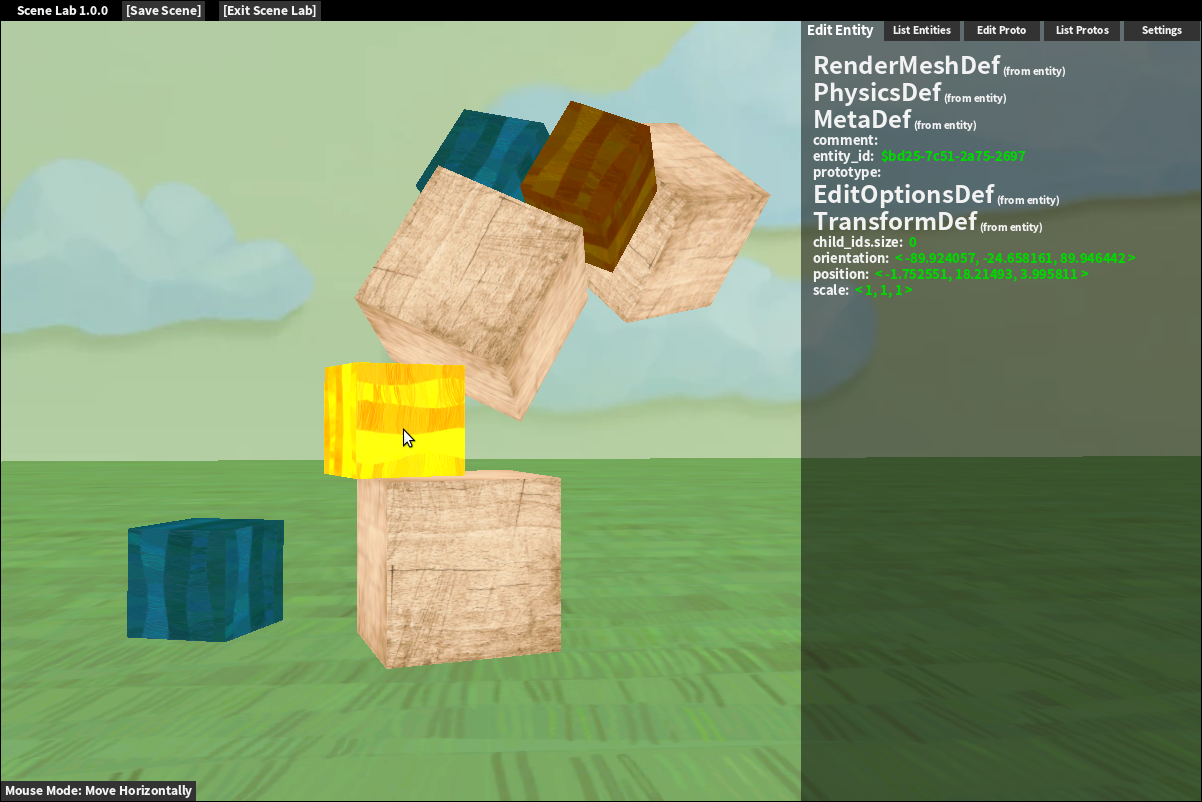 Scene Lab 1.0.0 [Save Scene] [Exit Scene Lab]
Edit Entity List Entities Edit Proto List Protos Settings
RenderMeshDef (from entity)
PhysicsDef (from entity)
MetaDef (from entity)
comment:
entity_id: $bd25-7c51-2a75-2697
prototype:
EditOptionsDef (from entity)
TransformDef (from entity)
child_ids.size: 0
orientation: < -89.924057, -24.658161, 89.946442 >
position: < -1.752551, 18.21493, 3.995811 >
scale: < 1, 1, 1 >
Mouse Mode: Move Horizontally